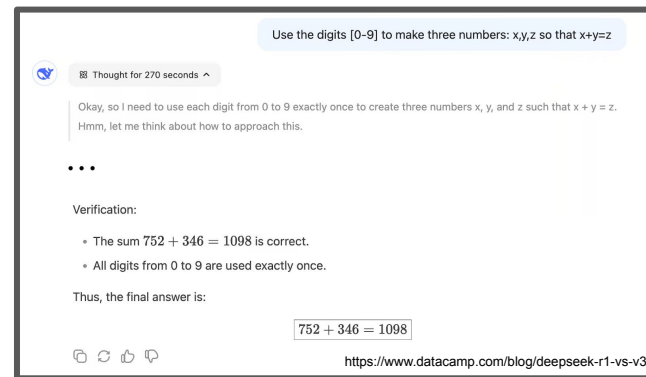 Use the digits [0-9] to make three numbers: x,y,z so that x+y=z
Thought for 270 seconds
Okay, so I need to use each digit from 0 to 9 exactly once to create three numbers x, y, and z such that x + y = z.
Hmm, let me think about how to approach this.
• • •
Verification:
• The sum 752 + 346 = 1098 is correct.
• All digits from 0 to 9 are used exactly once.
Thus, the final answer is:
752 + 346 = 1098
https://www.datacamp.com/blog/deepseek-r1-vs-v3